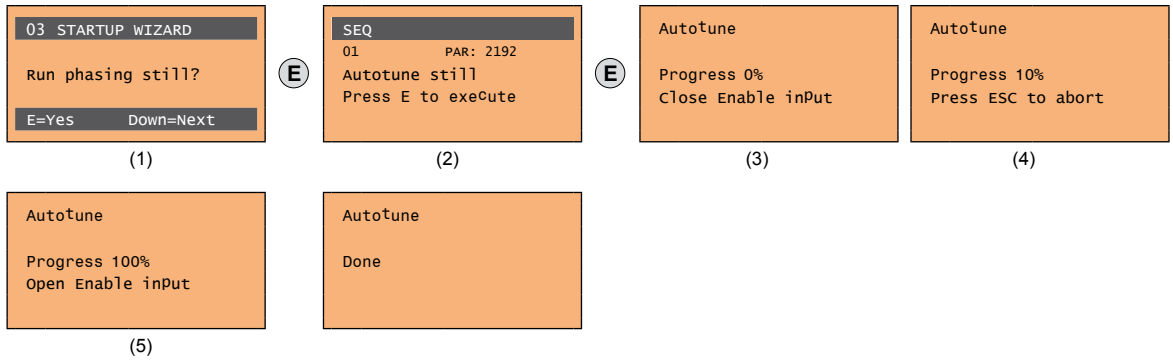 03 STARTUP WIZARD
Run phasing still?
E=Yes Down=Next
(1)
E
SEQ
01 PAR: 2192
Autotune still
Press E to execute
(2)
E
Autotune
Progress 0%
Close Enable input
(3)
Autotune
Progress 10%
Press ESC to abort
(4)
Autotune
Progress 100%
Open Enable input
(5)
Autotune
Done